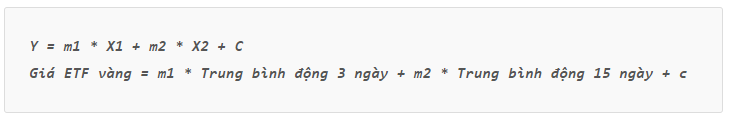 Y = m1 * X1 + m2 * X2 + C
Giá ETF vàng = m1 * Trung bình động 3 ngày + m2 * Trung bình động 15 ngày + c